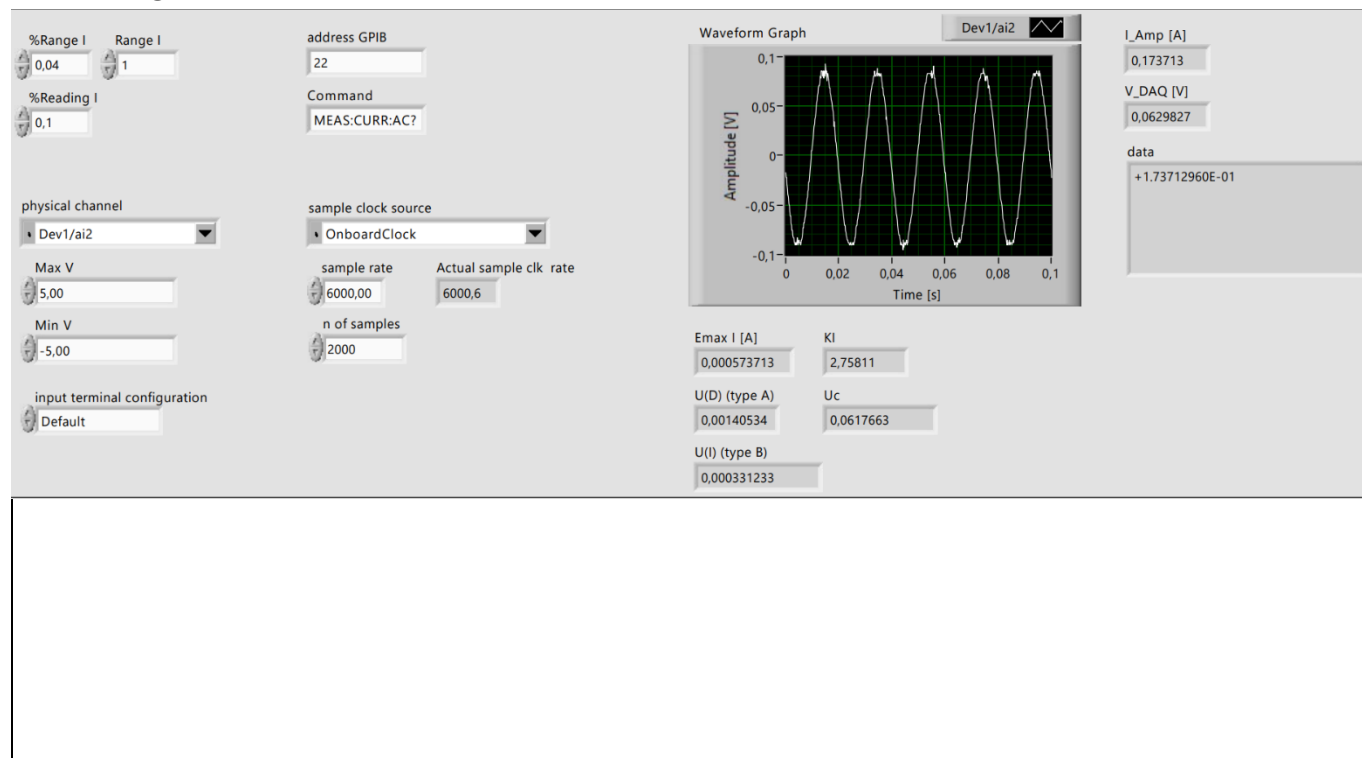 %Range I Range I
0,04 1
%Reading I
0,1
address GPIB
22
Command
MEAS:CURR:AC?
physical channel
Dev1/ai2
Max V
5,00
Min V
-5,00
input terminal configuration
Default
sample clock source
OnboardClock
sample rate Actual sample clk rate
6000,00 6000,6
n of samples
2000
Waveform Graph Dev1/ai2
Amplitude [V]
0,1
0,05
0
-0,05
-0,1
0 0,02 0,04 0,06 0,08 0,1
Time [s]
Emax I [A] KI
0,000573713 2,75811
U(D) (type A) Uc
0,00140534 0,0617663
U(I) (type B)
0,000331233
I_Amp [A]
0,173713
V_DAQ [V]
0,0629827
data
+1.73712960E-01